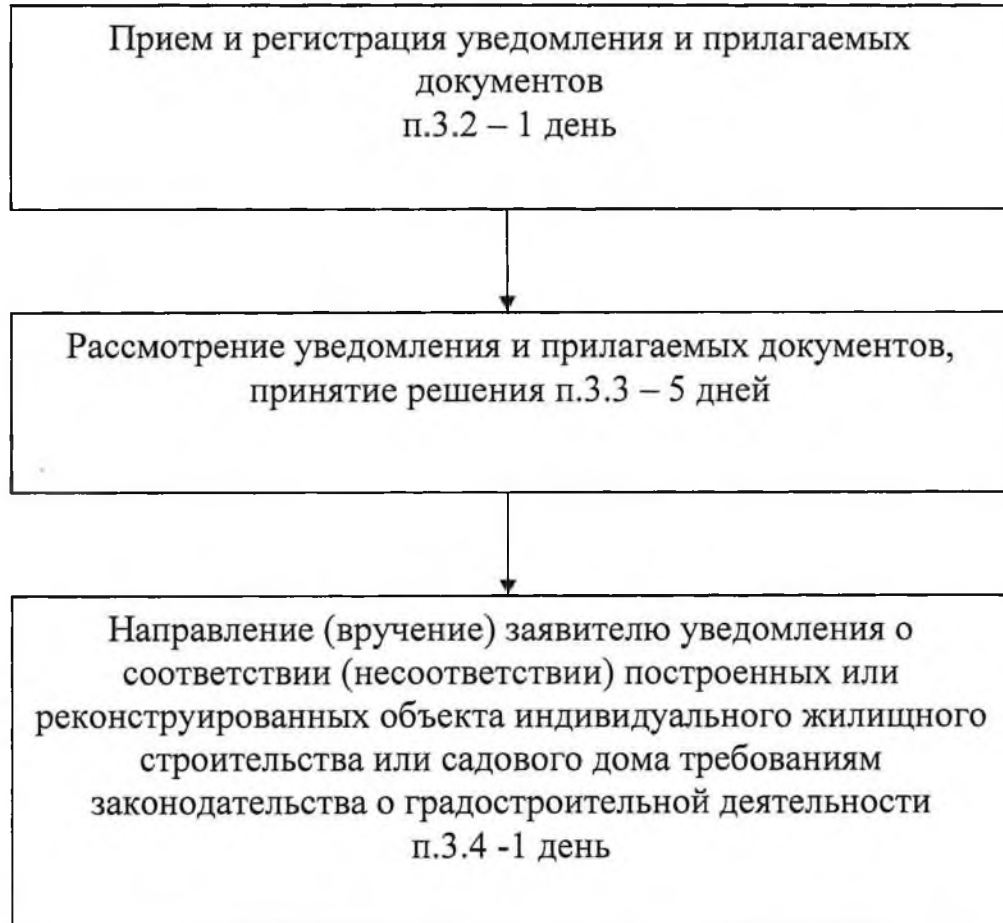 Прием и регистрация уведомления и прилагаемых
документов
п.3.2 – 1 день
Рассмотрение уведомления и прилагаемых документов,
принятие решения п.3.3 – 5 дней
Направление (вручение) заявителю уведомления о
соответствии (несоответствии) построенных или
реконструированных объекта индивидуального жилищного
строительства или садового дома требованиям
законодательства о градостроительной деятельности
п.3.4 -1 день